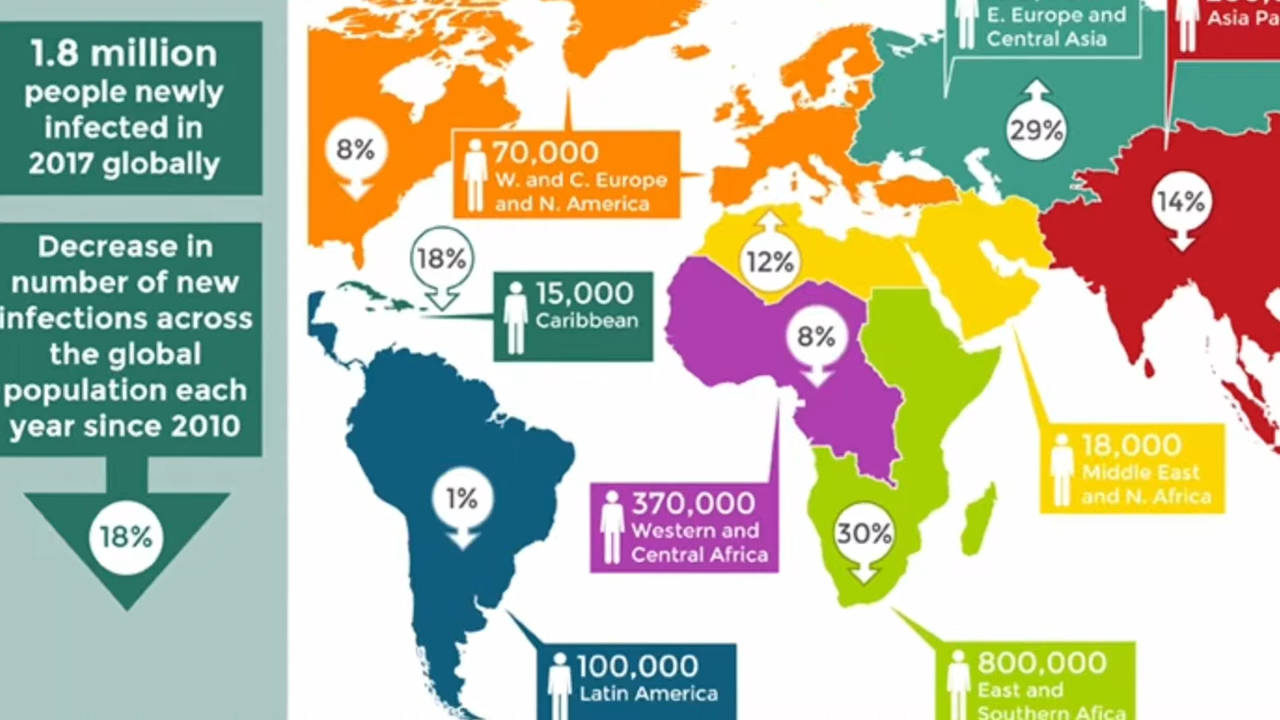 1.8 million
people newly
infected in
2017 globally
Decrease in
number of new
infections across
the global
population each
year since 2010
18%
8%
70,000
W. and C. Europe
and N. America
18%
15,000
Caribbean
1%
100,000
Latin America
E. Europe and
Central Asia
29%
Asia Pa
14%
12%
8%
370,000
Western and
Central Africa
18,000
Middle East
and N. Africa
30%
800,000
East and
Southern Afica